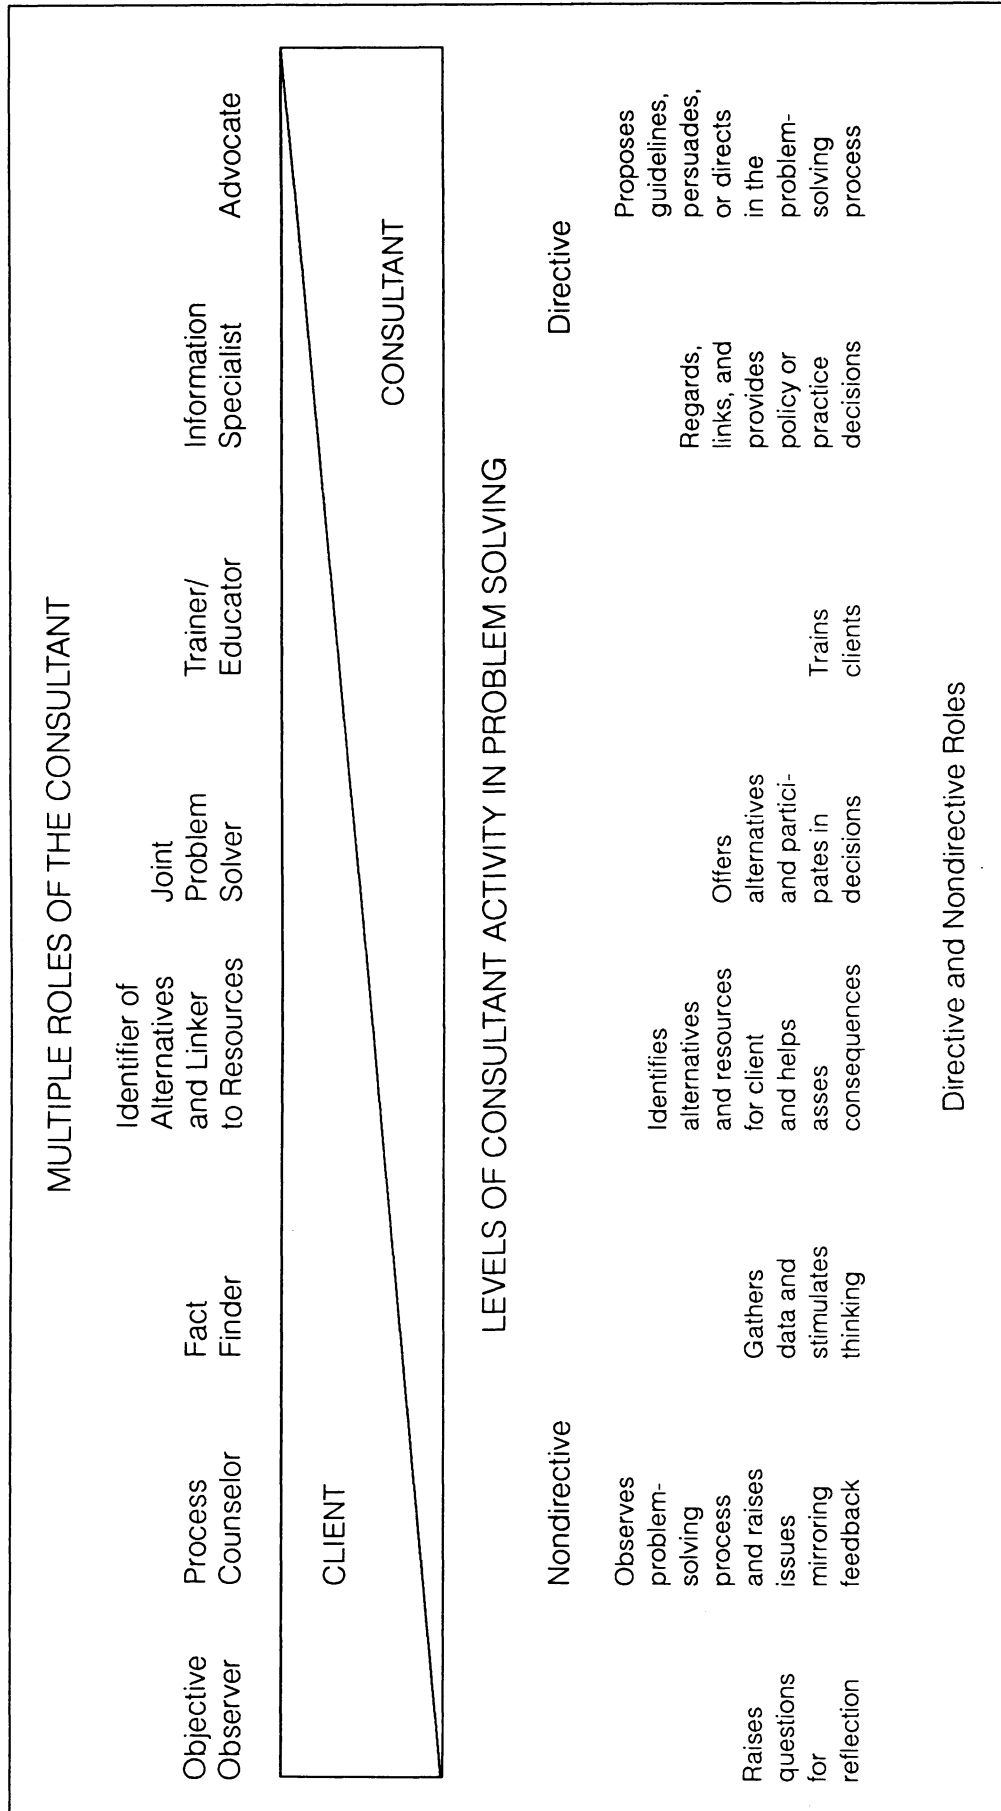 MULTIPLE ROLES OF THE CONSULTANT
Objective
Observer
Process
Counselor
Fact
Finder
Identifier of
Alternatives
and Linker
to Resources
Joint
Problem
Solver
Trainer/
Educator
Information
Specialist
Advocate
CLIENT
CONSULTANT
LEVELS OF CONSULTANT ACTIVITY IN PROBLEM SOLVING
Nondirective
Directive
Raises
questions
for
reflection
Observes
problem-
solving
process
and raises
issues
mirroring
feedback
Gathers
data and
stimulates
thinking
Identifies
alternatives
and resources
for client
and helps
asses
consequences
Offers
alternatives
and partici-
pates in
decisions
Trains
clients
Regards,
links, and
provides
policy or
practice
decisions
Proposes
guidelines,
persuades,
or directs
in the
problem-
solving
process
Directive and Nondirective Roles